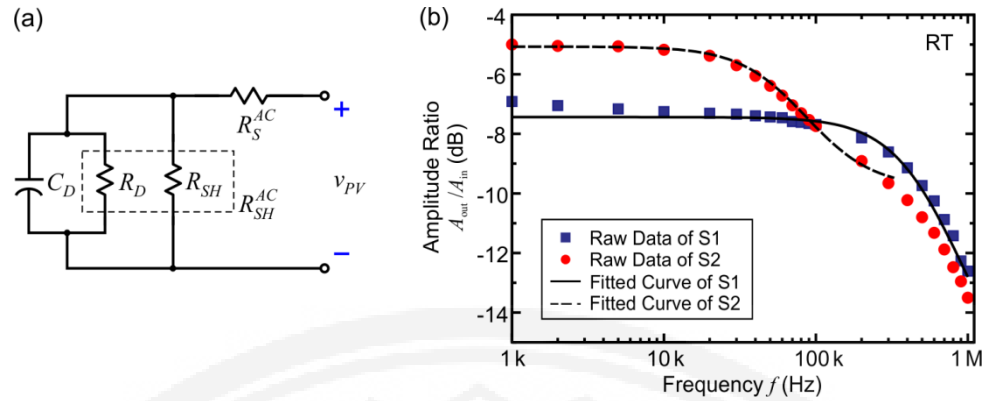 (a)
R_S^{AC}
+
C_D
R_D
R_SH
R_{SH}^{AC}
v_PV
−
(b)
RT
Amplitude Ratio
A_out /A_in (dB)
-4
-6
-8
-10
-12
-14
Raw Data of S1
Raw Data of S2
Fitted Curve of S1
Fitted Curve of S2
1 k
10 k
100 k
1 M
Frequency f (Hz)